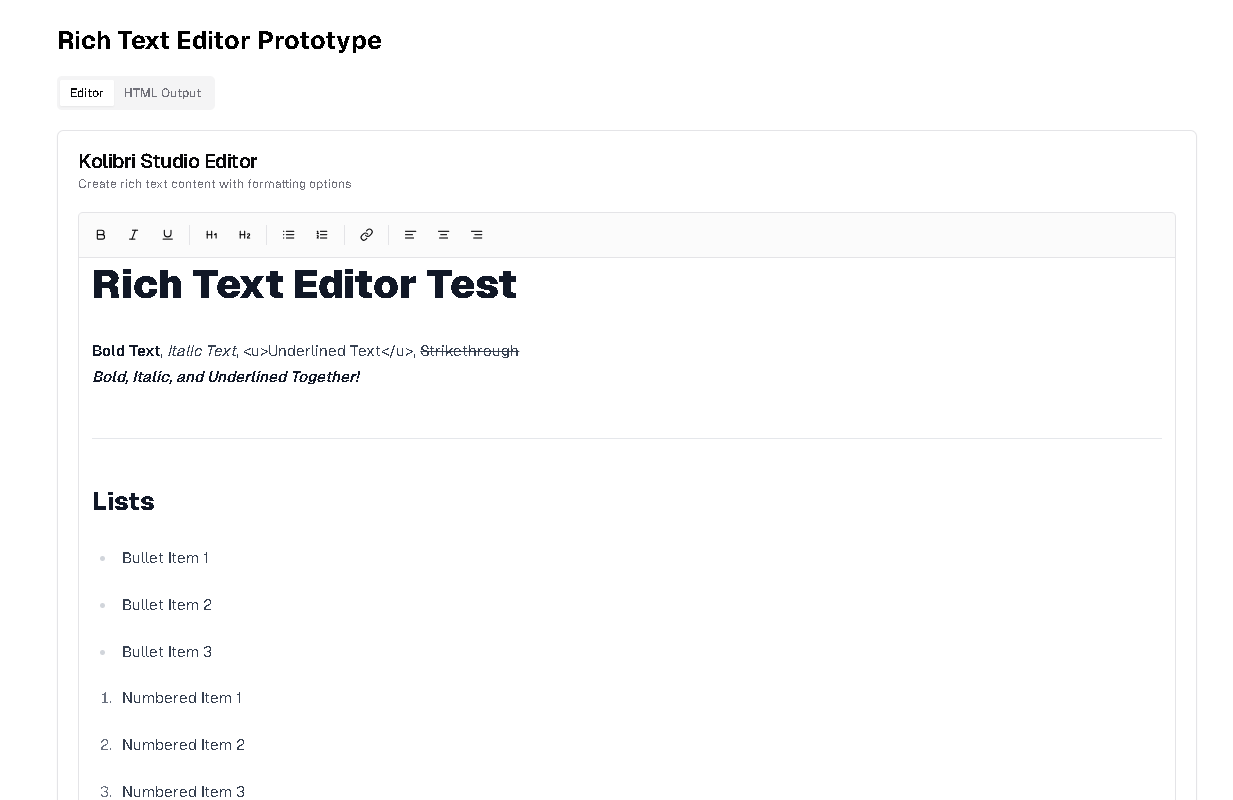 Rich Text Editor Prototype
Editor HTML Output
Kolibri Studio Editor
Create rich text content with formatting options
B I U H1 H2
Rich Text Editor Test
Bold Text, Italic Text, <u>Underlined Text</u>, Strikethrough
Bold, Italic, and Underlined Together!
Lists
• Bullet Item 1
• Bullet Item 2
• Bullet Item 3
1. Numbered Item 1
2. Numbered Item 2
3. Numbered Item 3